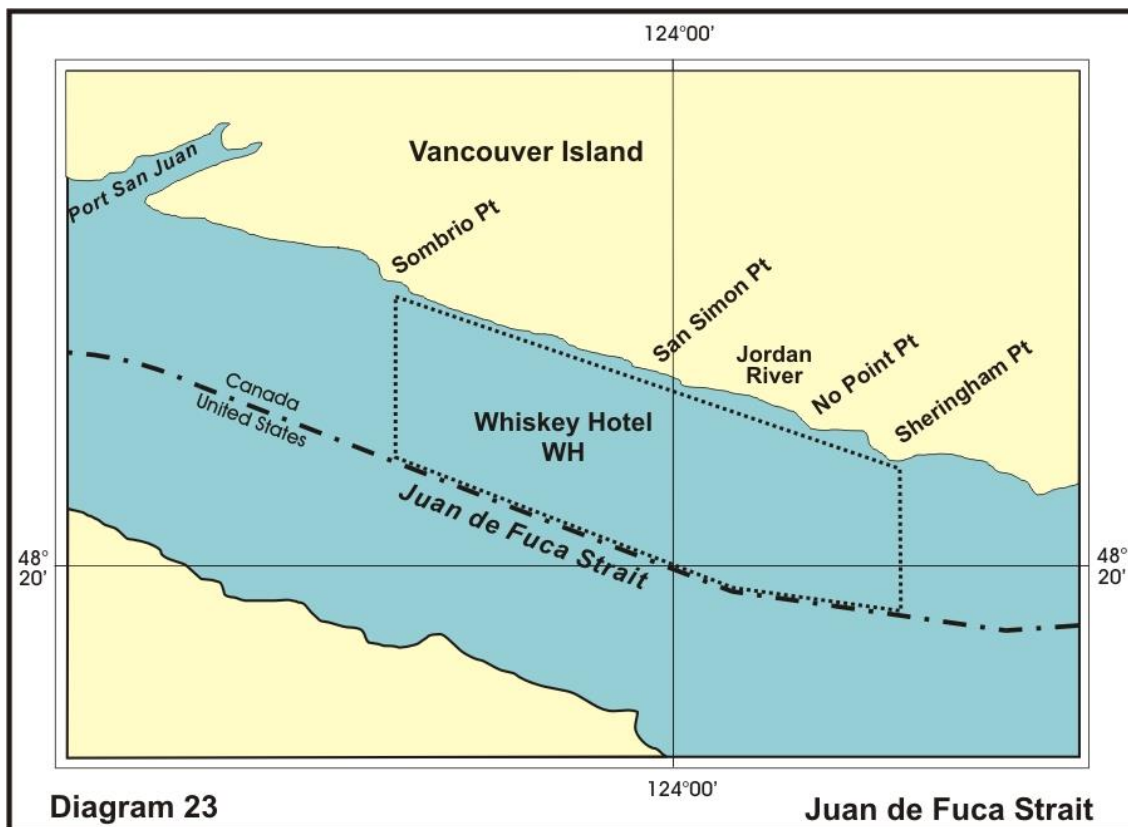 124°00’
Vancouver Island
Port San Juan
Sombrio Pt
San Simon Pt
Jordan
River
No Point Pt
Sheringham Pt
Canada
United States
Whiskey Hotel
WH
Juan de Fuca Strait
48°
20’
48°
20’
124°00’
Diagram 23
Juan de Fuca Strait